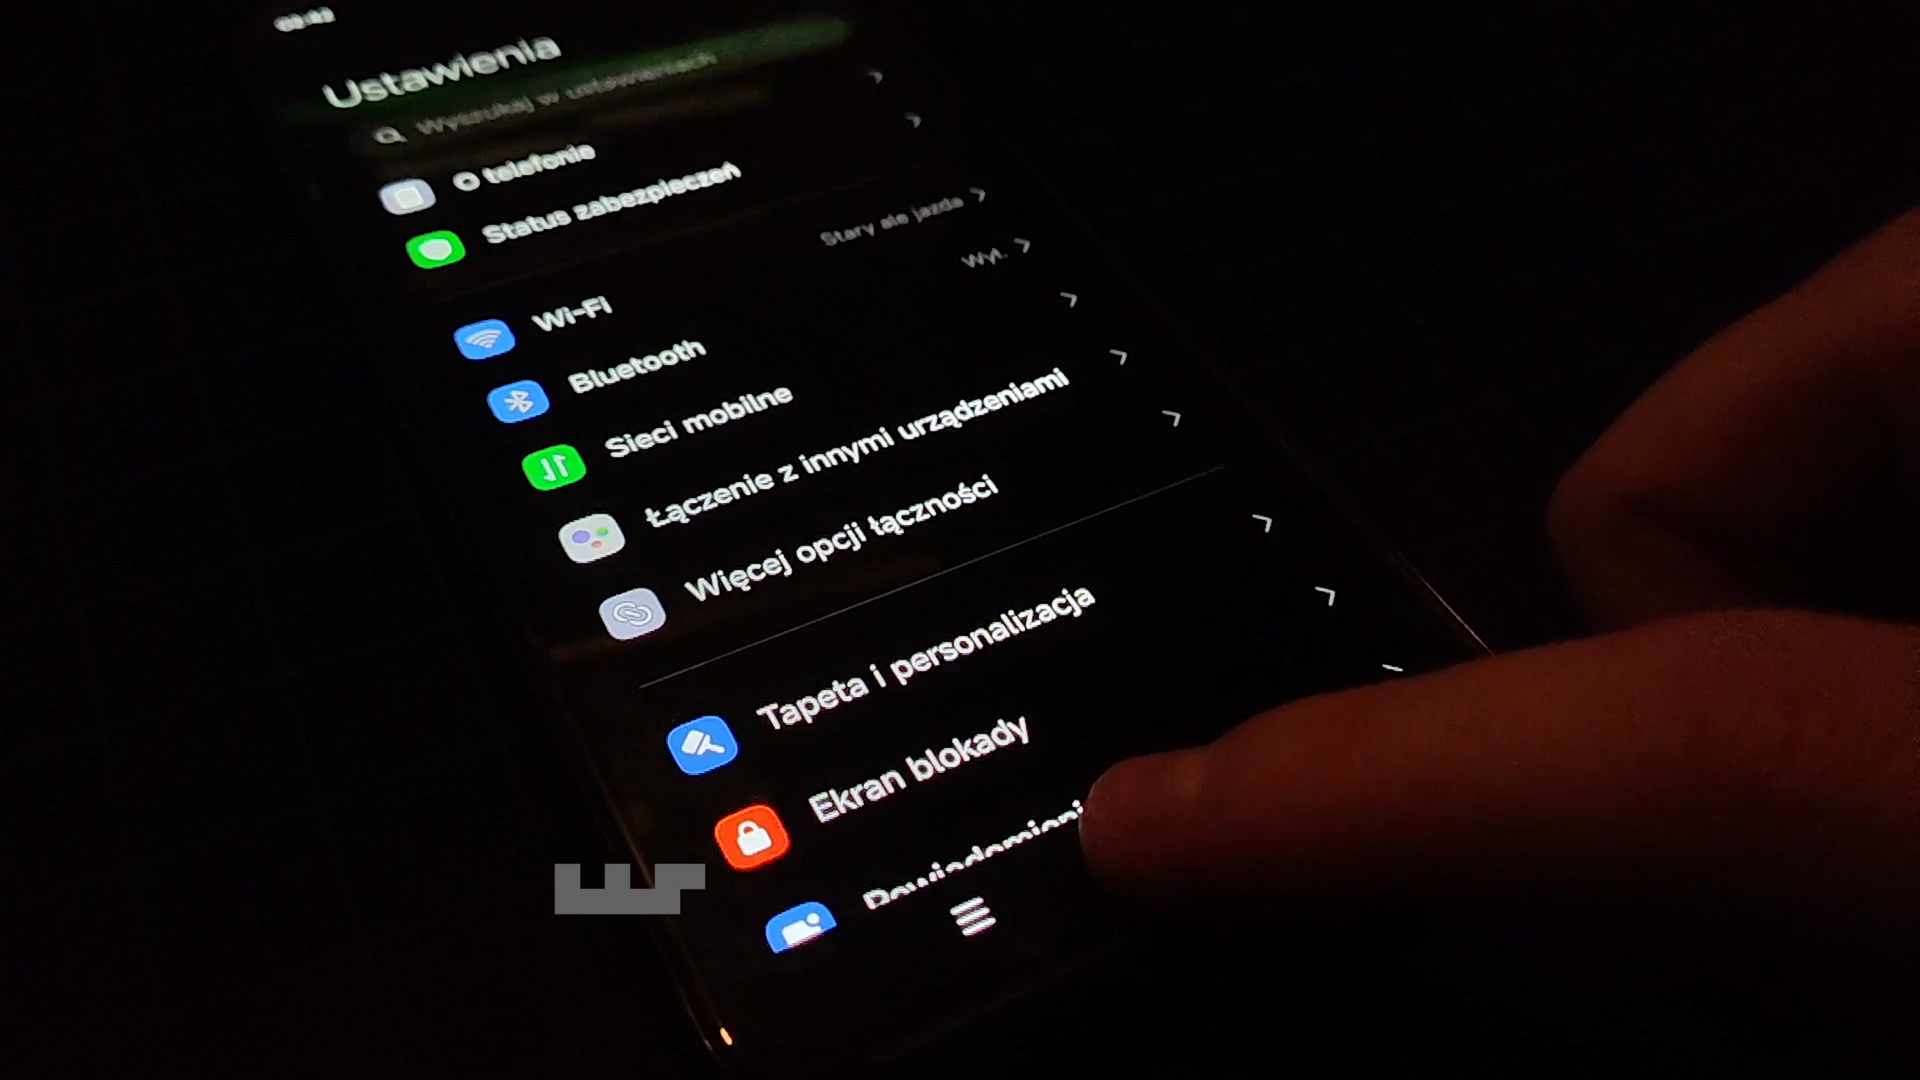 Ustawienia
Wyszukaj w ustawieniach
O telefonie
Status zabezpieczeń
Wi-Fi
Stary ale jazda
Bluetooth
Wył.
Sieci mobilne
Łączenie z innymi urządzeniami
Więcej opcji łączności
Tapeta i personalizacja
Ekran blokady